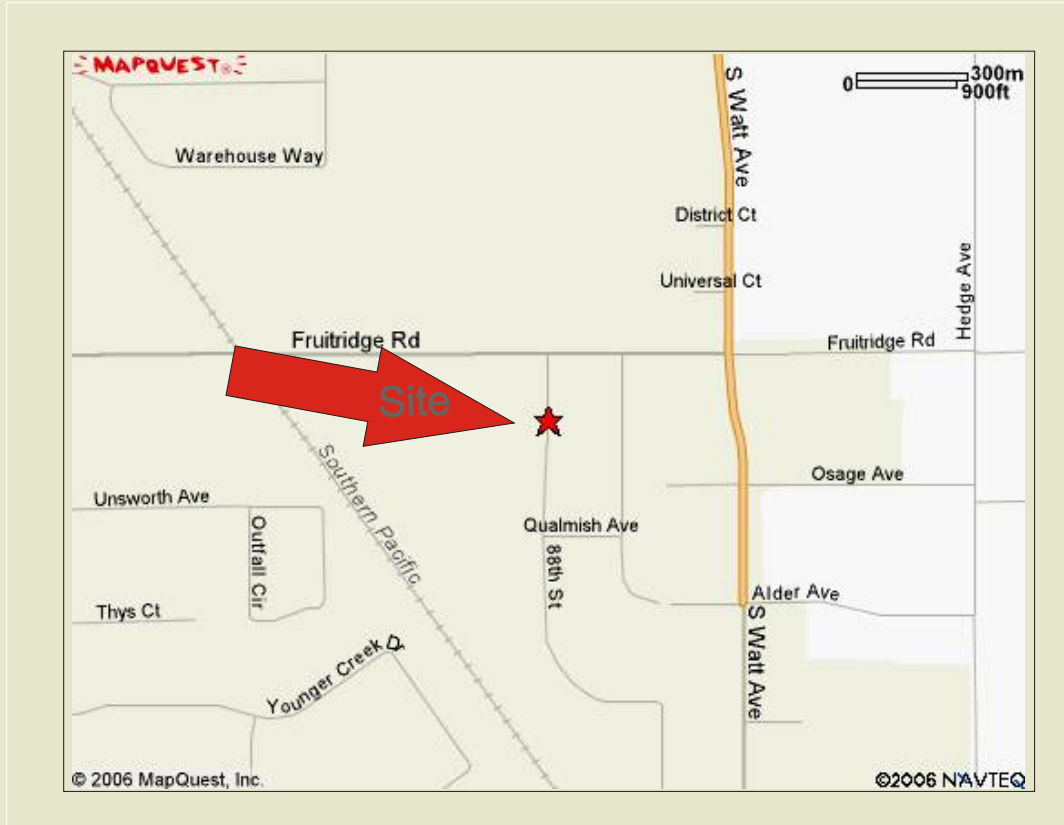 MAPQUEST®
300m
0
900ft
S Watt Ave
Warehouse Way
District Ct
Hedge Ave
Universal Ct
Fruitridge Rd
Fruitridge Rd
Site
Southern Pacific
Osage Ave
Unsworth Ave
Outfall Cir
Qualmish Ave
88th St
Alder Ave
Thys Ct
S Watt Ave
Younger Creek Dr
© 2006 MapQuest, Inc.
©2006 NAVTEQ